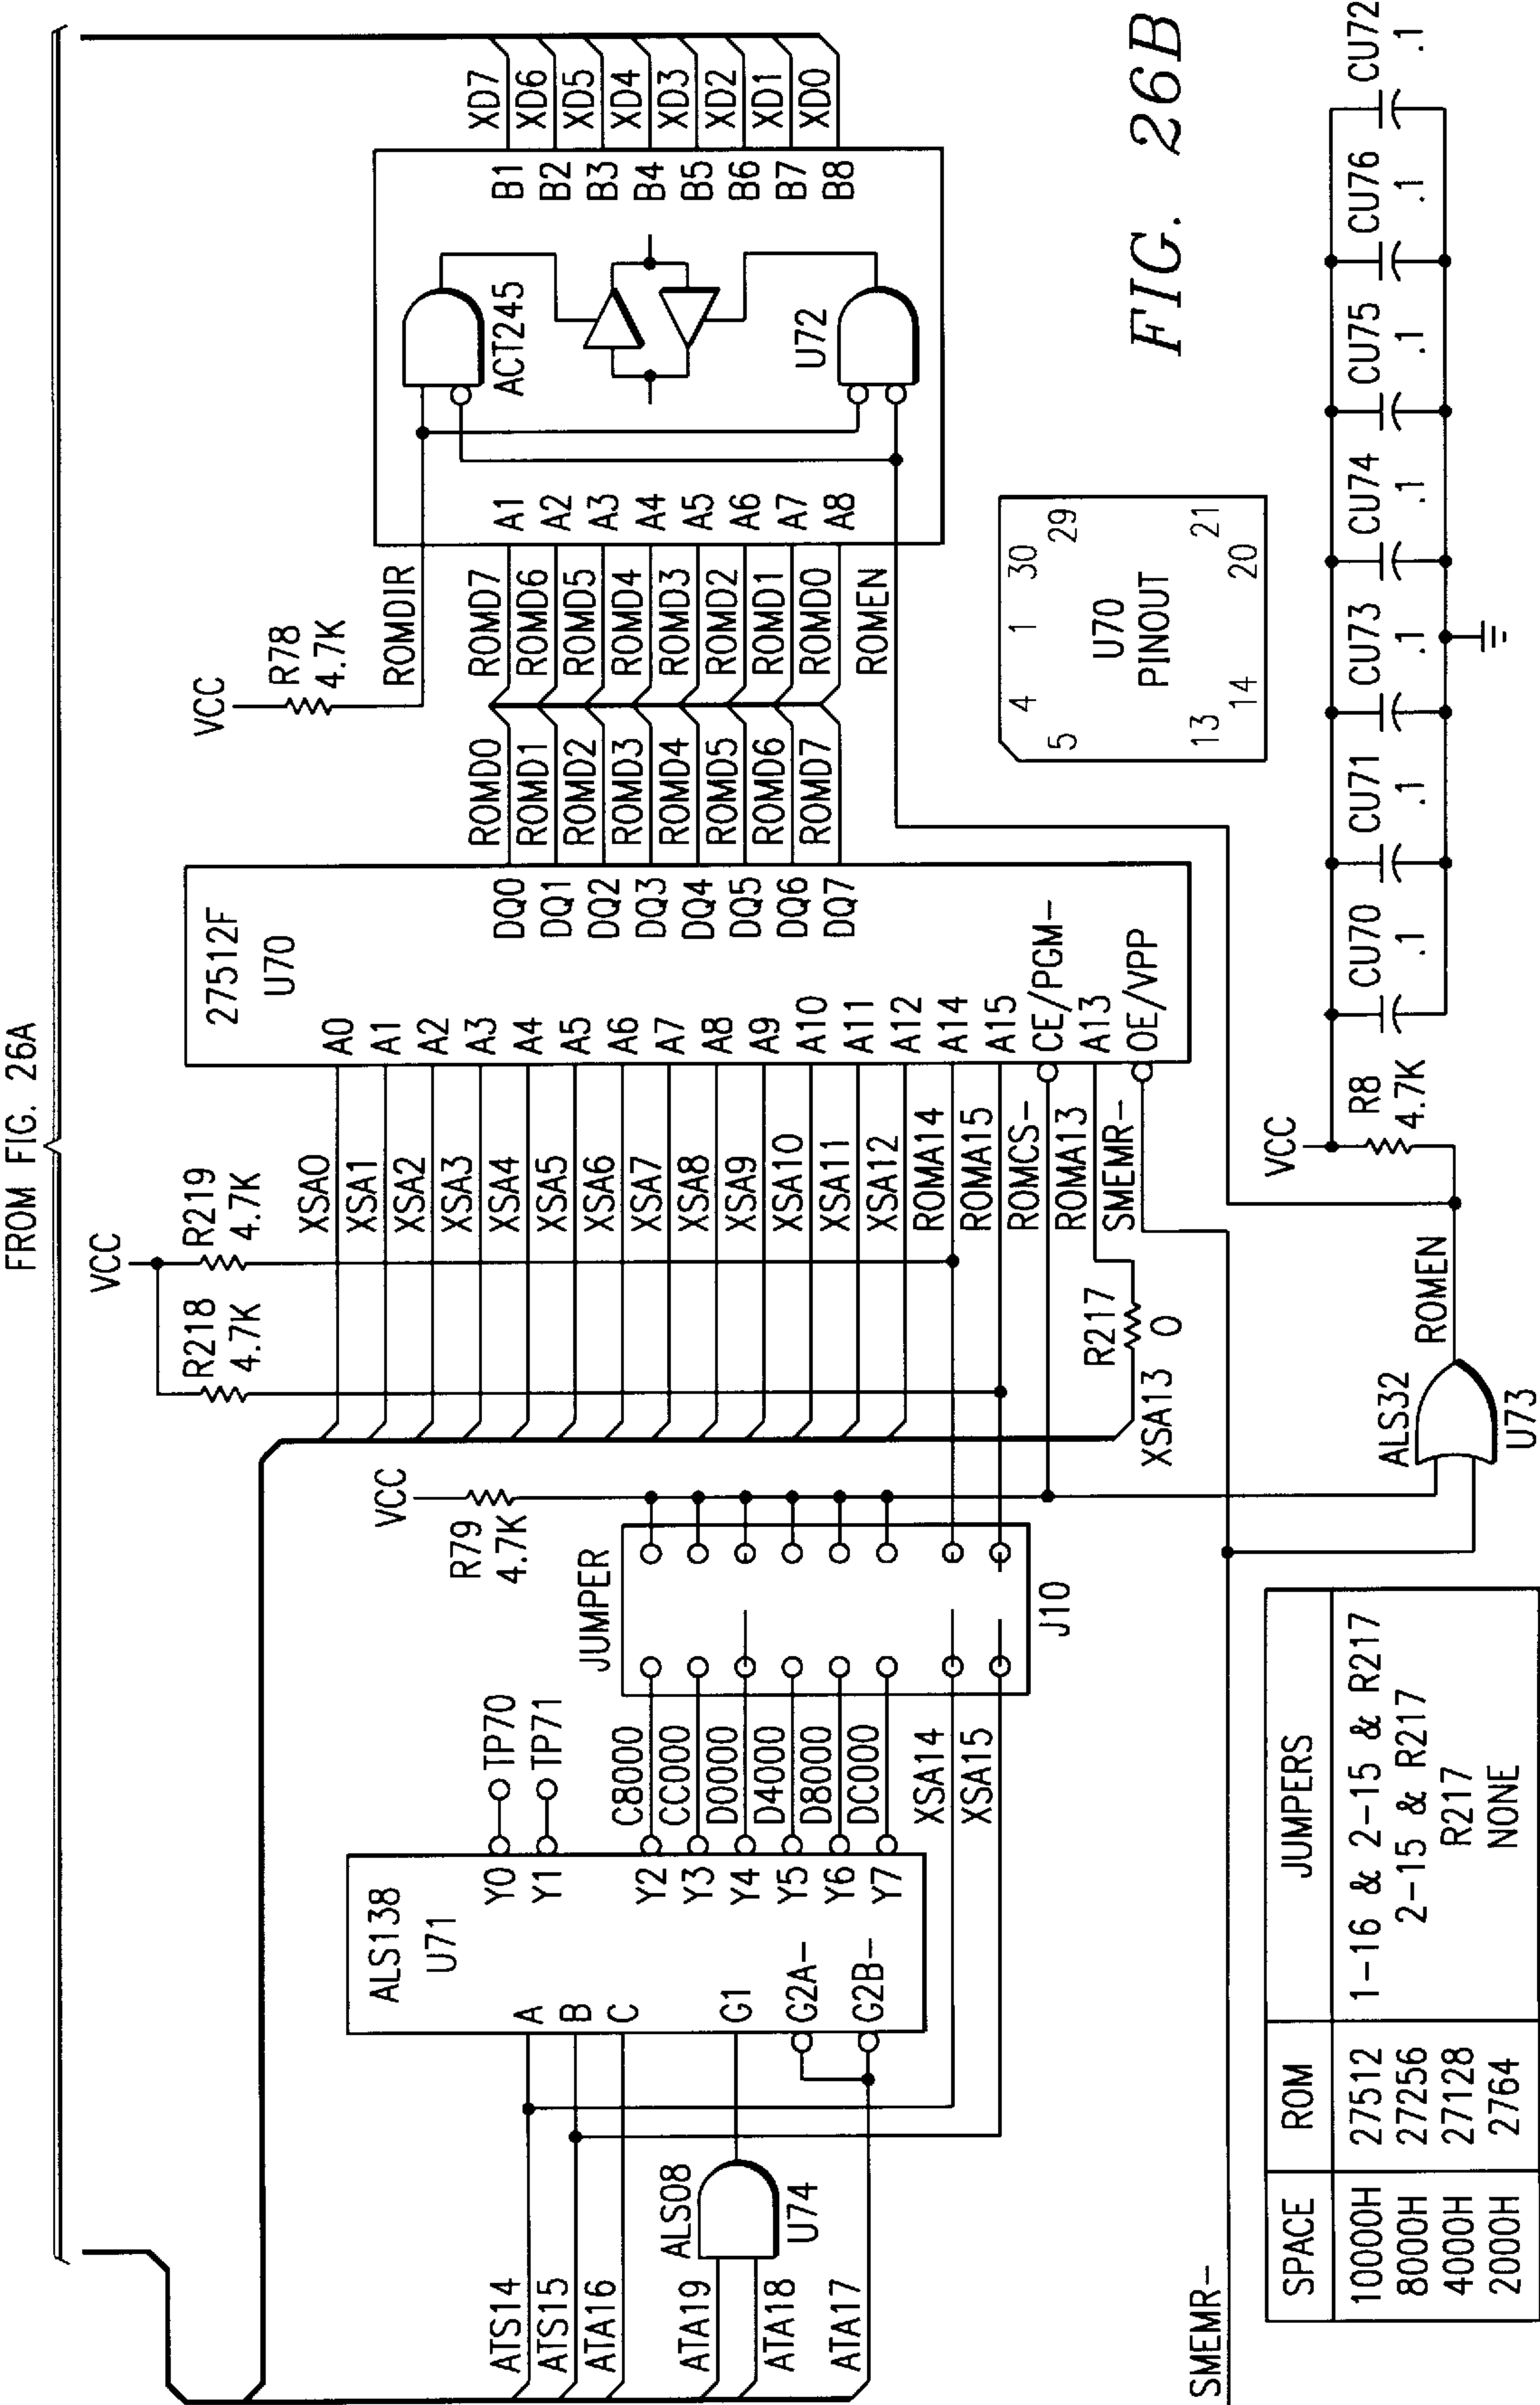 FROM FIG. 26A
ATS14
ATS15
ATA16
ATA19
ATA18
ATA17
ALS08
U74
ALS138
U71
A
B
C
G1
G2A-
G2B-
Y0
Y1
Y2
Y3
Y4
Y5
Y6
Y7
TP70
TP71
C8000
CC000
D0000
D4000
D8000
DC000
XSA14
XSA15
JUMPER
J10
VCC
R79
4.7K
VCC
R218
4.7K
R219
4.7K
XSA0
XSA1
XSA2
XSA3
XSA4
XSA5
XSA6
XSA7
XSA8
XSA9
XSA10
XSA11
XSA12
ROMA14
ROMA15
ROMCS-
ROMA13
SMEMR-
R217
XSA13 0
27512F
U70
A0
A1
A2
A3
A4
A5
A6
A7
A8
A9
A10
A11
A12
A14
A15
CE/PGM-
A13
OE/VPP
DQ0
DQ1
DQ2
DQ3
DQ4
DQ5
DQ6
DQ7
ROMD0
ROMD1
ROMD2
ROMD3
ROMD4
ROMD5
ROMD6
ROMD7
VCC
R78
4.7K
ROMDIR
ROMD7
ROMD6
ROMD5
ROMD4
ROMD3
ROMD2
ROMD1
ROMD0
ROMEN
A1
A2
A3
A4
A5
A6
A7
A8
ACT245
U72
B1
B2
B3
B4
B5
B6
B7
B8
XD7
XD6
XD5
XD4
XD3
XD2
XD1
XD0
4 1 30
5 29
U70
PINOUT
13 21
14 20
FIG. 26B
SMEMR-
ALS32
U73
ROMEN
VCC
R8
4.7K
CU70
.1
CU71
.1
CU73
.1
CU74
.1
CU75
.1
CU76
.1
CU72
.1
SPACE ROM JUMPERS
10000H 27512 1-16 & 2-15 & R217
8000H 27256 2-15 & R217
4000H 27128 R217
2000H 2764 NONE